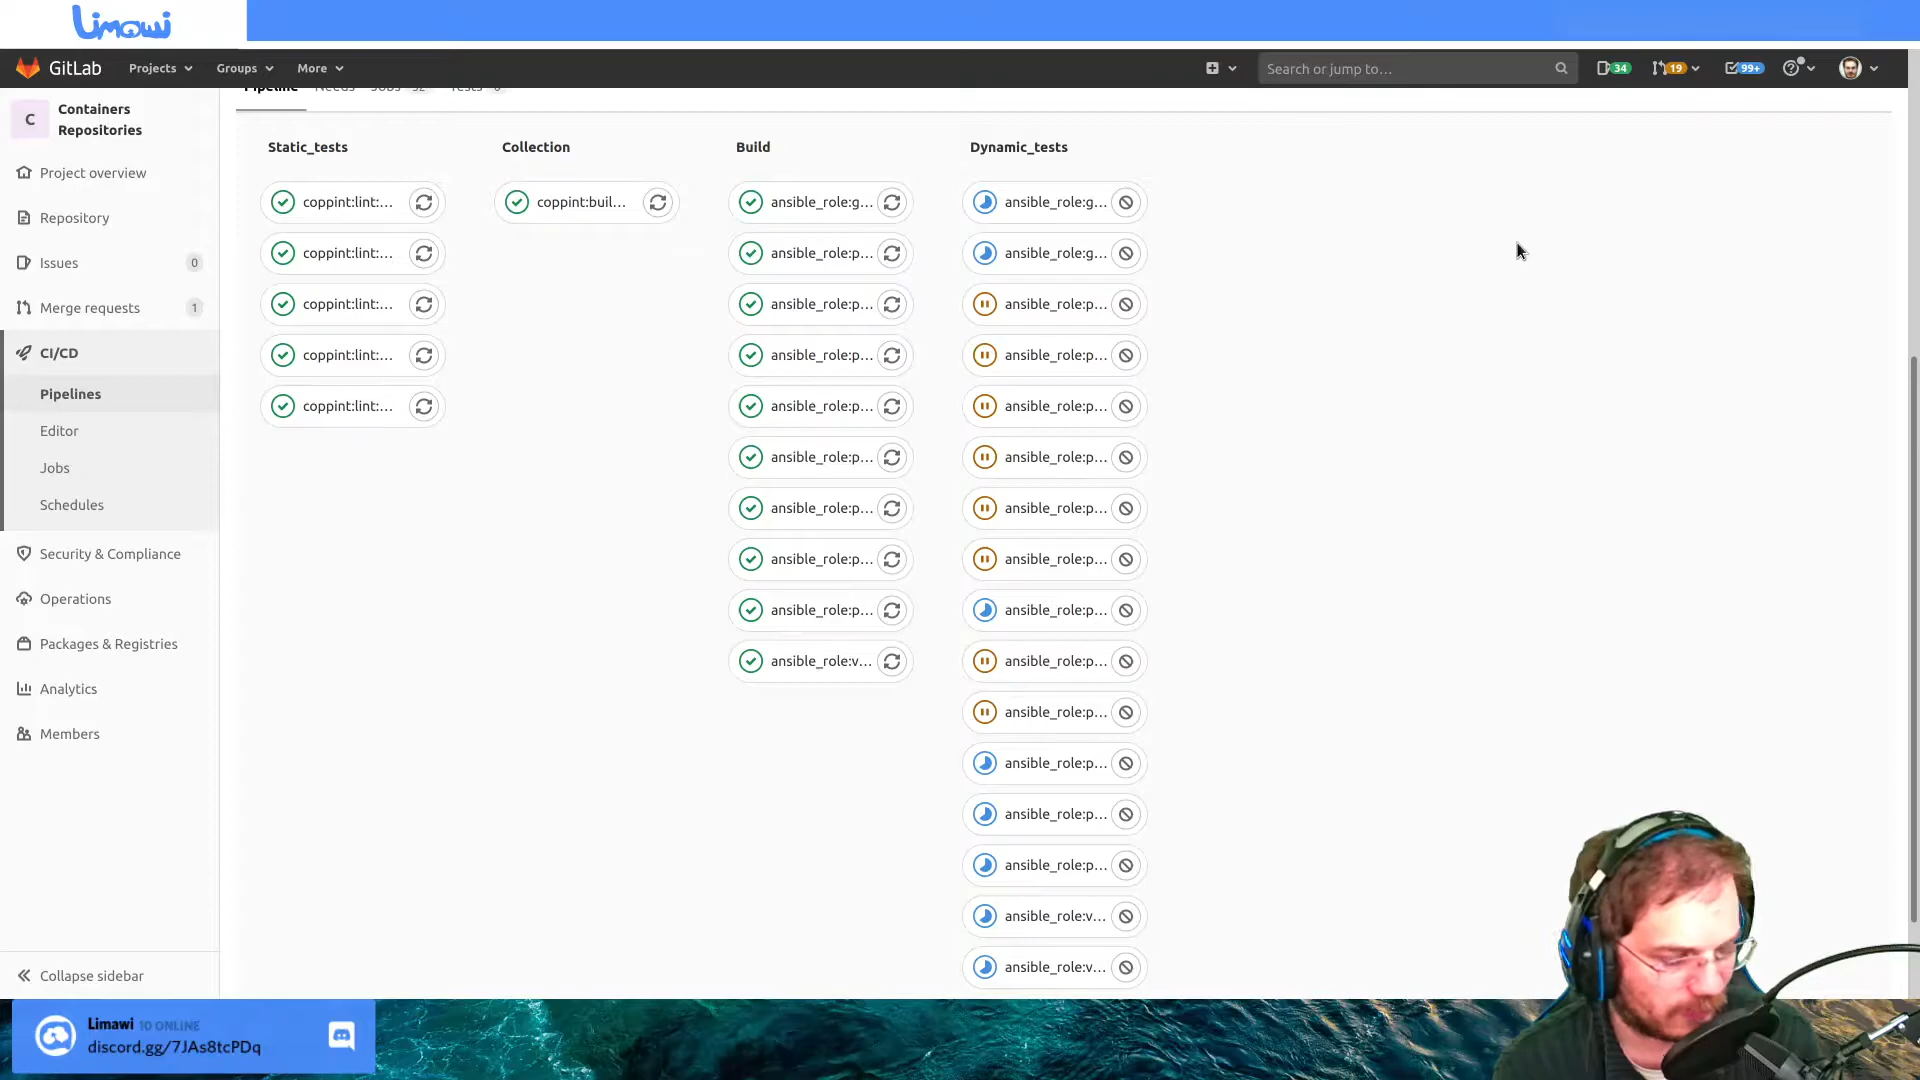 Limawi
GitLab
Projects
Groups
More
Search or jump to...
34
19
99+
C
Containers
Repositories
Project overview
Repository
Issues
0
Merge requests
1
CI/CD
Pipelines
Editor
Jobs
Schedules
Security & Compliance
Operations
Packages & Registries
Analytics
Members
Collapse sidebar
Pipeline
Needs
Jobs
Tests
Static_tests
coppint:lint:...
coppint:lint:...
coppint:lint:...
coppint:lint:...
coppint:lint:...
Collection
coppint:buil...
Build
ansible_role:g...
ansible_role:p...
ansible_role:p...
ansible_role:p...
ansible_role:p...
ansible_role:p...
ansible_role:p...
ansible_role:p...
ansible_role:p...
ansible_role:v...
Dynamic_tests
ansible_role:g...
ansible_role:g...
ansible_role:p...
ansible_role:p...
ansible_role:p...
ansible_role:p...
ansible_role:p...
ansible_role:p...
ansible_role:p...
ansible_role:p...
ansible_role:p...
ansible_role:p...
ansible_role:p...
ansible_role:p...
ansible_role:v...
ansible_role:v...
Limawi 10 ONLINE
discord.gg/7JAs8tcPDq